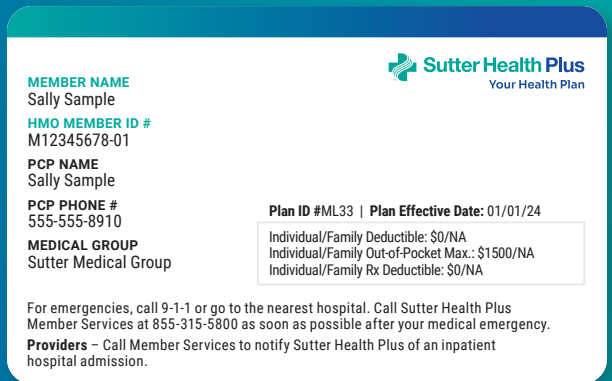 Sutter Health Plus
Your Health Plan
MEMBER NAME
Sally Sample
HMO MEMBER ID #
M12345678-01
PCP NAME
Sally Sample
PCP PHONE #
555-555-8910
MEDICAL GROUP
Sutter Medical Group
Plan ID #ML33 | Plan Effective Date: 01/01/24
Individual/Family Deductible: $0/NA
Individual/Family Out-of-Pocket Max.: $1500/NA
Individual/Family Rx Deductible: $0/NA
For emergencies, call 9-1-1 or go to the nearest hospital. Call Sutter Health Plus
Member Services at 855-315-5800 as soon as possible after your medical emergency.
Providers – Call Member Services to notify Sutter Health Plus of an inpatient
hospital admission.